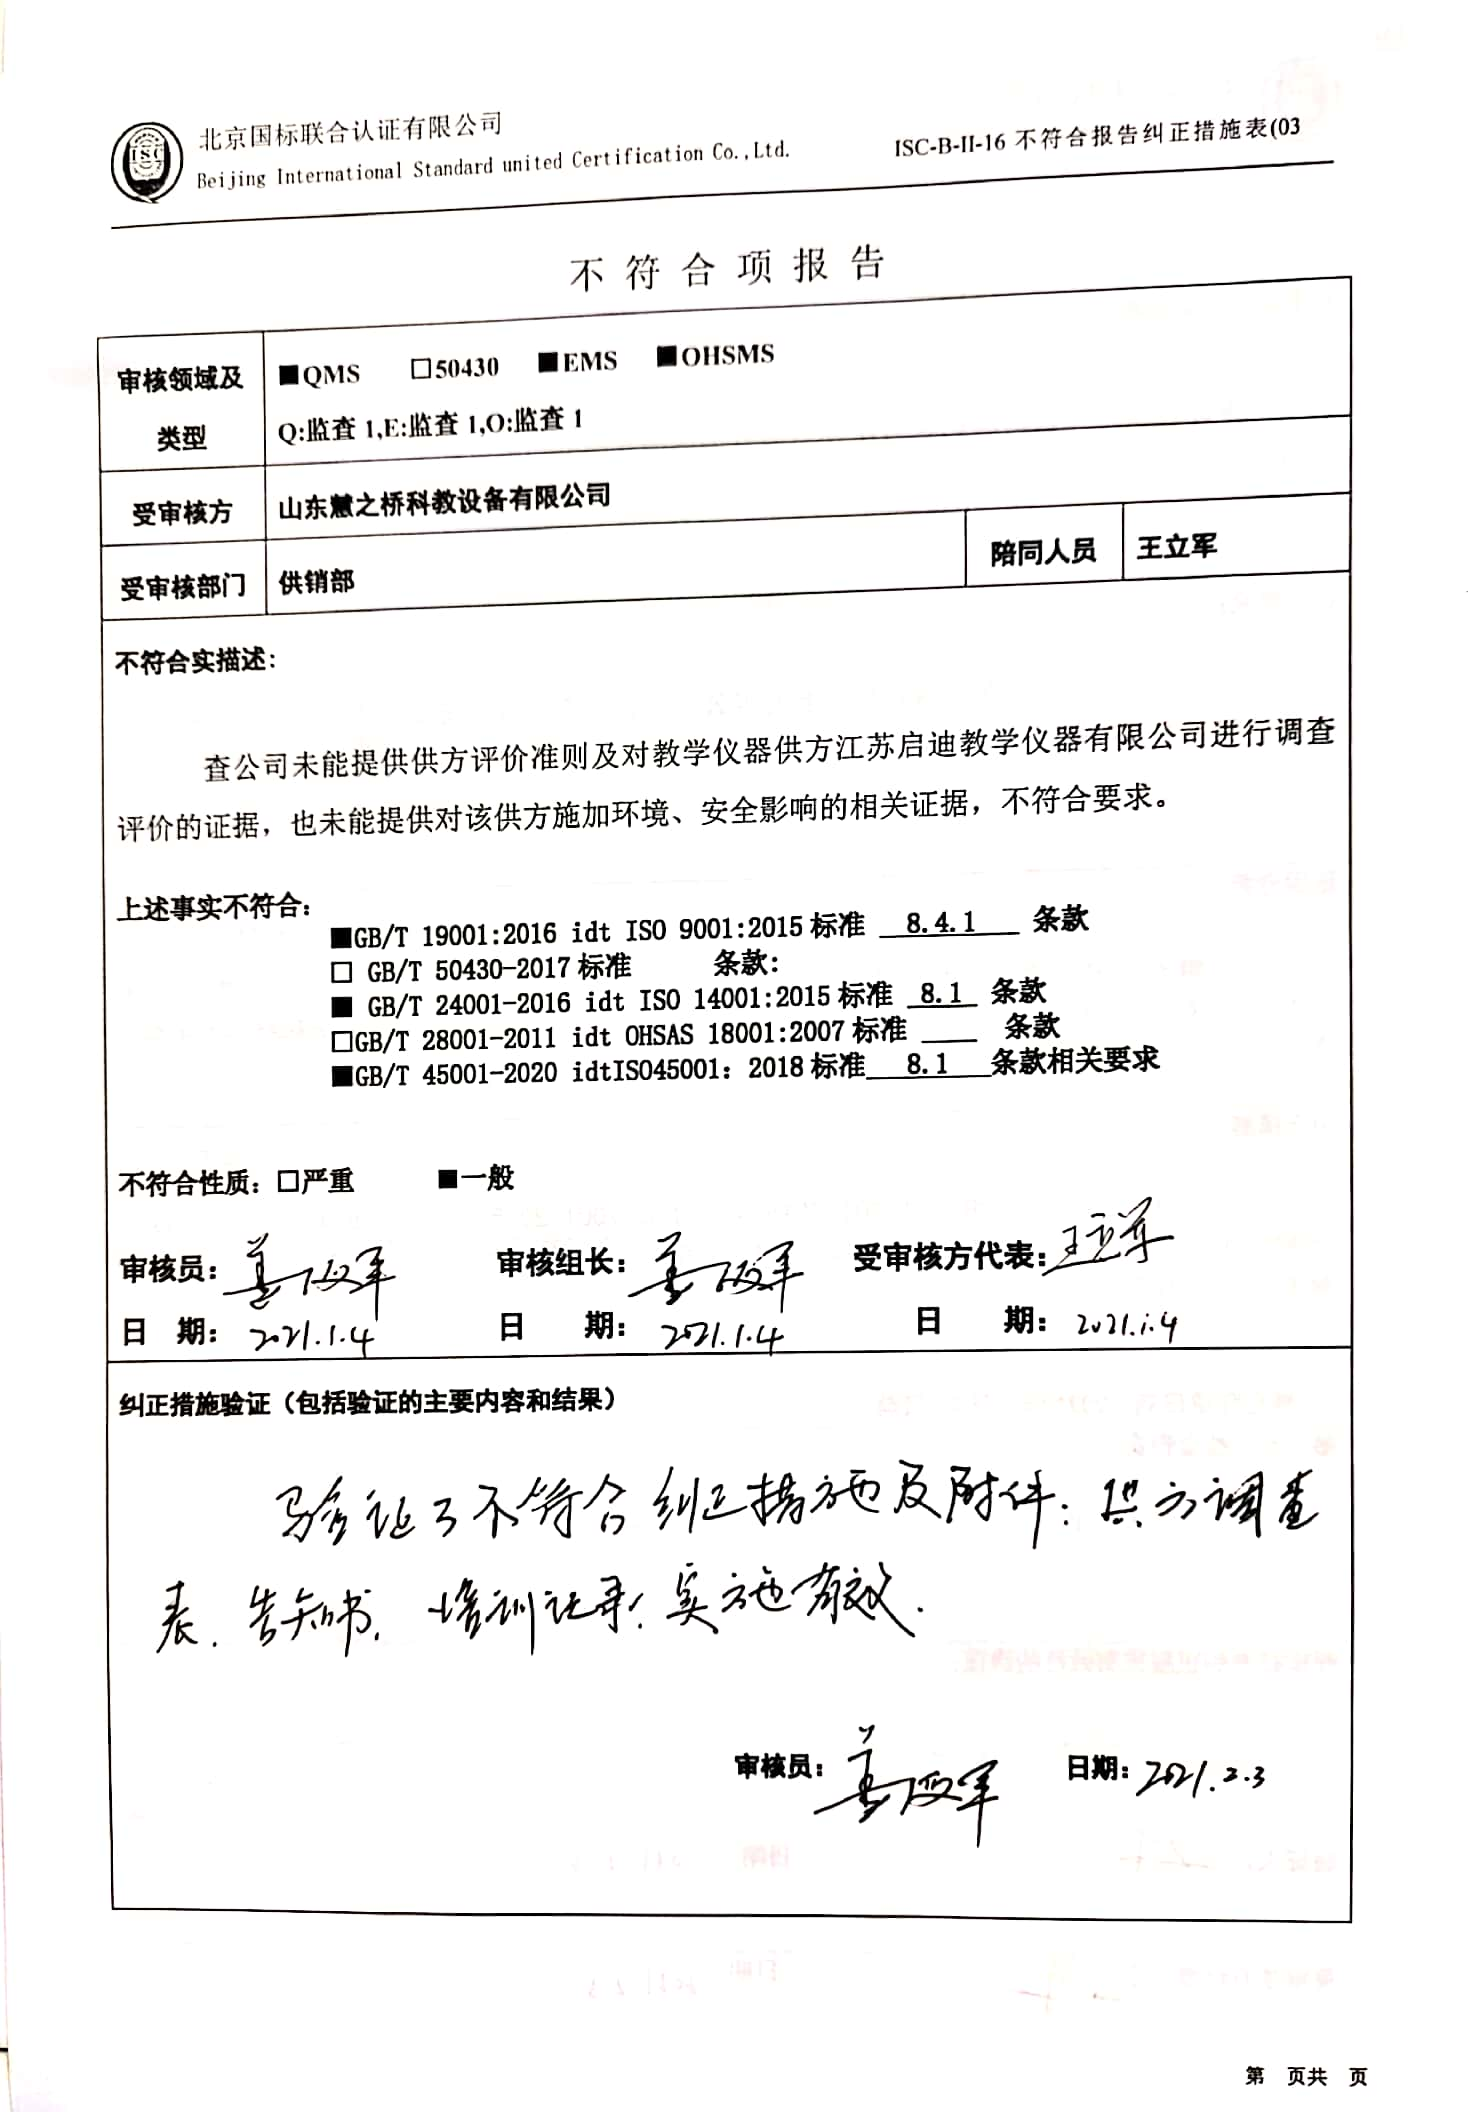 ISC
北京国标联合认证有限公司
Beijing International Standard united Certification Co.,Ltd.
ISC-B-II-16 不符合报告纠正措施表(03
不符合项报告
审核领域及类型
■QMS □50430 ■EMS ■OHSMS
Q:监查 1,E:监查 1,O:监查 1
受审核方 山东慧之桥科教设备有限公司
受审核部门 供销部 陪同人员 王立军
不符合实描述:
查公司未能提供供方评价准则及对教学仪器供方江苏启迪教学仪器有限公司进行调查
评价的证据，也未能提供对该供方施加环境、安全影响的相关证据，不符合要求。
上述事实不符合:
■GB/T 19001:2016 idt ISO 9001:2015 标准 8.4.1 条款
□ GB/T 50430-2017 标准 条款:
■ GB/T 24001-2016 idt ISO 14001:2015 标准 8.1 条款
□GB/T 28001-2011 idt OHSAS 18001:2007 标准 ____ 条款
■GB/T 45001-2020 idtISO45001: 2018 标准 8.1 条款相关要求
不符合性质: □严重 ■一般
审核员: 审核组长: 受审核方代表: 王立军
日 期: 2021.1.4 日 期: 2021.1.4 日 期: 2021.1.4
纠正措施验证（包括验证的主要内容和结果）
验证了不符合纠正措施及附件：供方调查
表、告知书、培训记录，实施有效.
审核员: 日期: 2021.2.3
第 页共 页